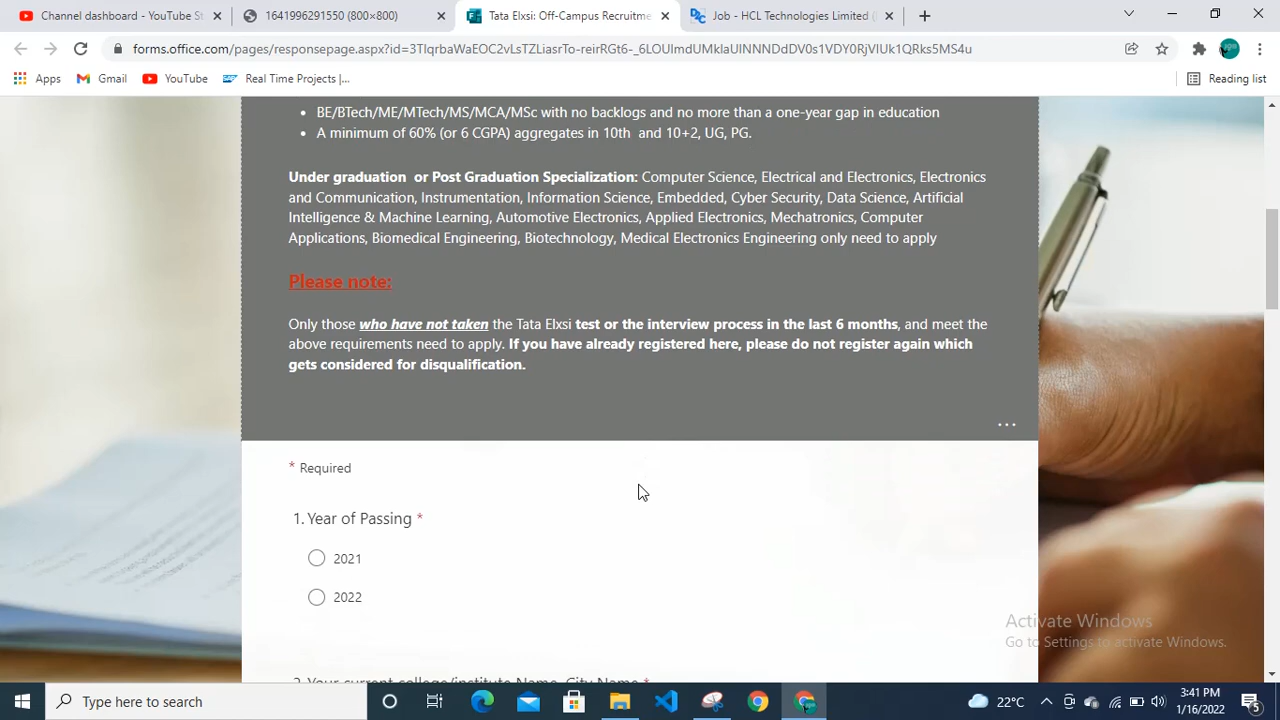 Channel dashboard - YouTube St
1641996291550 (800×800)
Tata Elxsi: Off-Campus Recruitme
Job - HCL Technologies Limited (
forms.office.com/pages/responsepage.aspx?id=3TlqrbaWaEOC2vLsTZLiasrTo-reirRGt6-_6LOUlmdUMklaUlNNNDdDV0s1VDY0RjVIUk1QRks5MS4u
Apps
Gmail
YouTube
Real Time Projects |...
Reading list
• BE/BTech/ME/MTech/MS/MCA/MSc with no backlogs and no more than a one-year gap in education
• A minimum of 60% (or 6 CGPA) aggregates in 10th and 10+2, UG, PG.
Under graduation or Post Graduation Specialization: Computer Science, Electrical and Electronics, Electronics
and Communication, Instrumentation, Information Science, Embedded, Cyber Security, Data Science, Artificial
Intelligence & Machine Learning, Automotive Electronics, Applied Electronics, Mechatronics, Computer
Applications, Biomedical Engineering, Biotechnology, Medical Electronics Engineering only need to apply
Please note:
Only those who have not taken the Tata Elxsi test or the interview process in the last 6 months, and meet the
above requirements need to apply. If you have already registered here, please do not register again which
gets considered for disqualification.
...
* Required
1. Year of Passing *
2021
2022
2. Your current college/institute Name, City Name *
Activate Windows
Go to Settings to activate Windows.
Type here to search
22°C
3:41 PM
1/16/2022
5